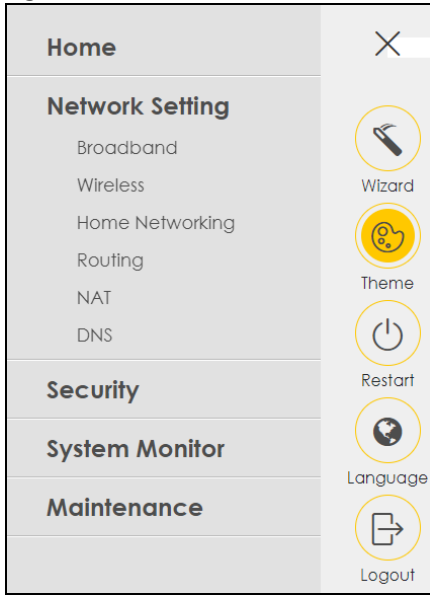 Home
Network Setting
Broadband
Wireless
Home Networking
Routing
NAT
DNS
Security
System Monitor
Maintenance
Wizard
Theme
Restart
Language
Logout